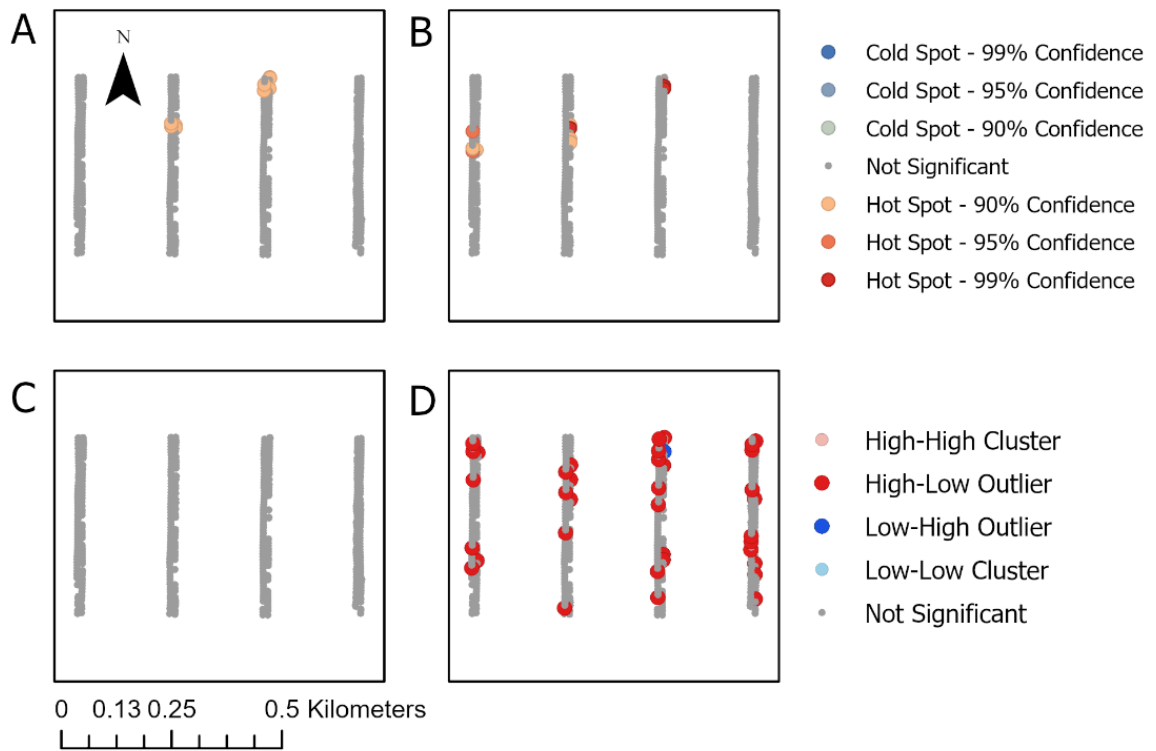 A
N
B
Cold Spot - 99% Confidence
Cold Spot - 95% Confidence
Cold Spot - 90% Confidence
Not Significant
Hot Spot - 90% Confidence
Hot Spot - 95% Confidence
Hot Spot - 99% Confidence
C
D
High-High Cluster
High-Low Outlier
Low-High Outlier
Low-Low Cluster
Not Significant
0 0.13 0.25 0.5 Kilometers